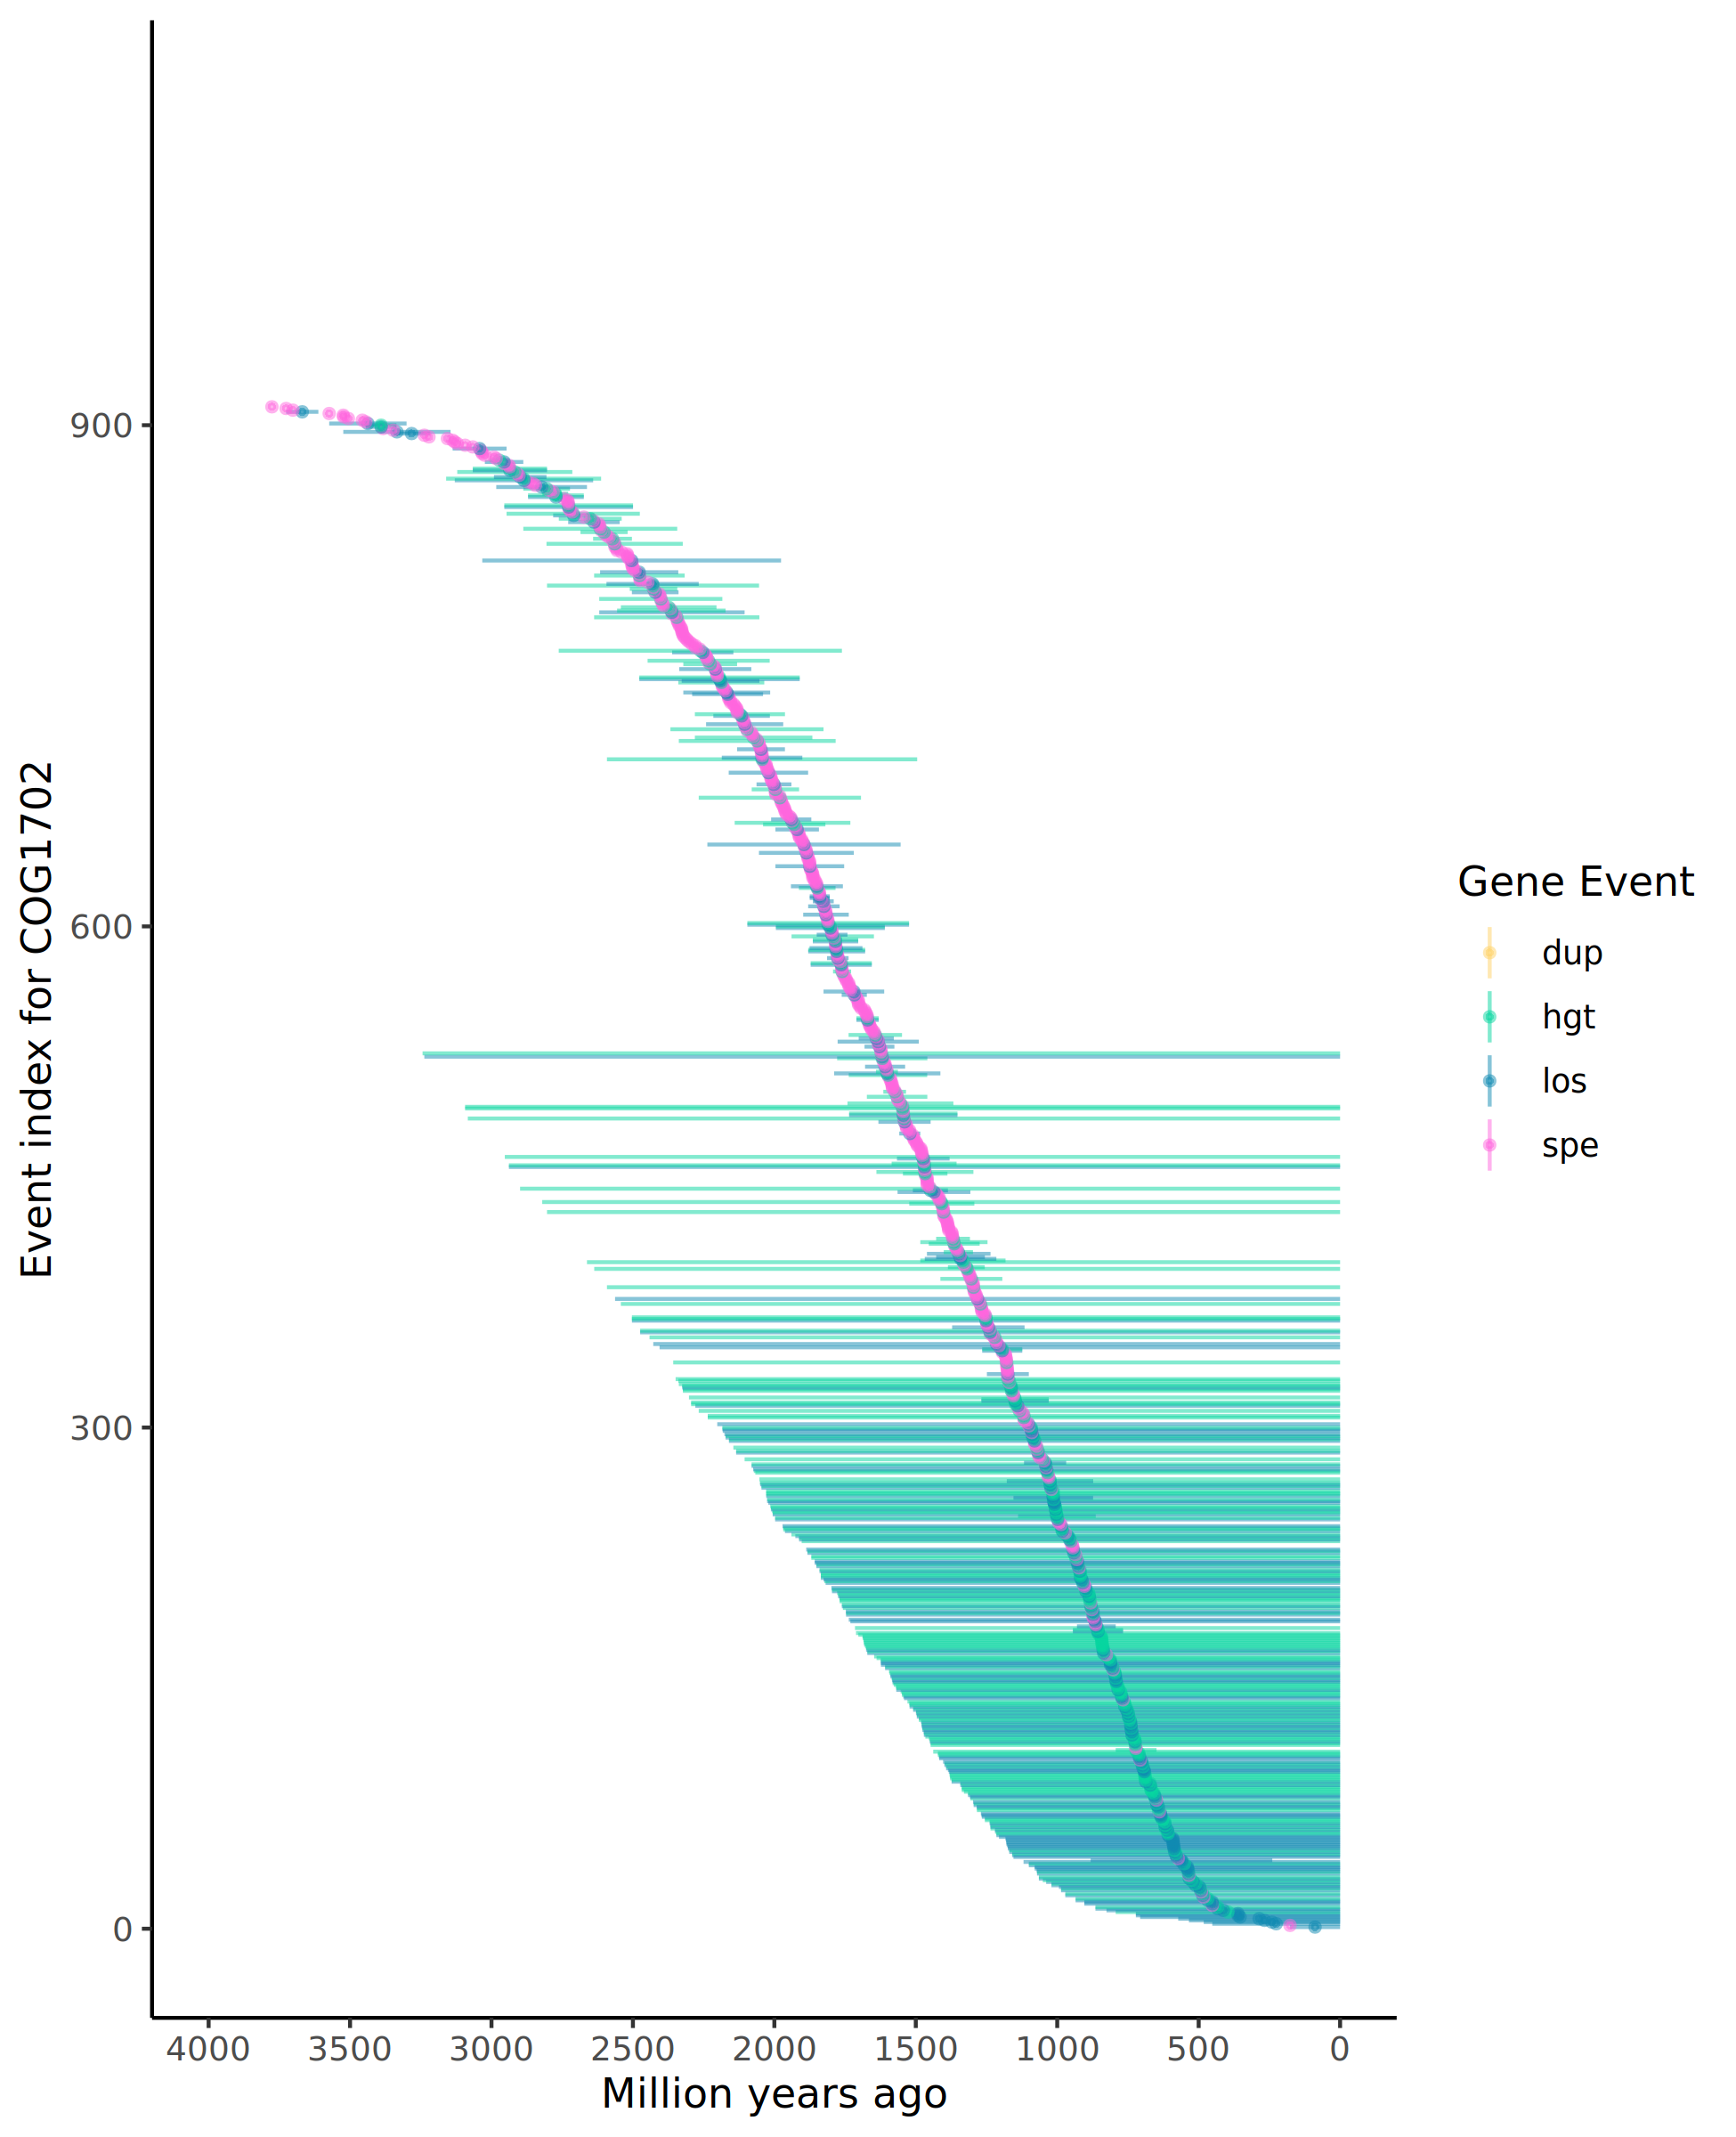 900
600
300
0
Event index for COG1702
4000 3500 3000 2500 2000 1500 1000 500 0
Million years ago
Gene Event
dup
hgt
los
spe